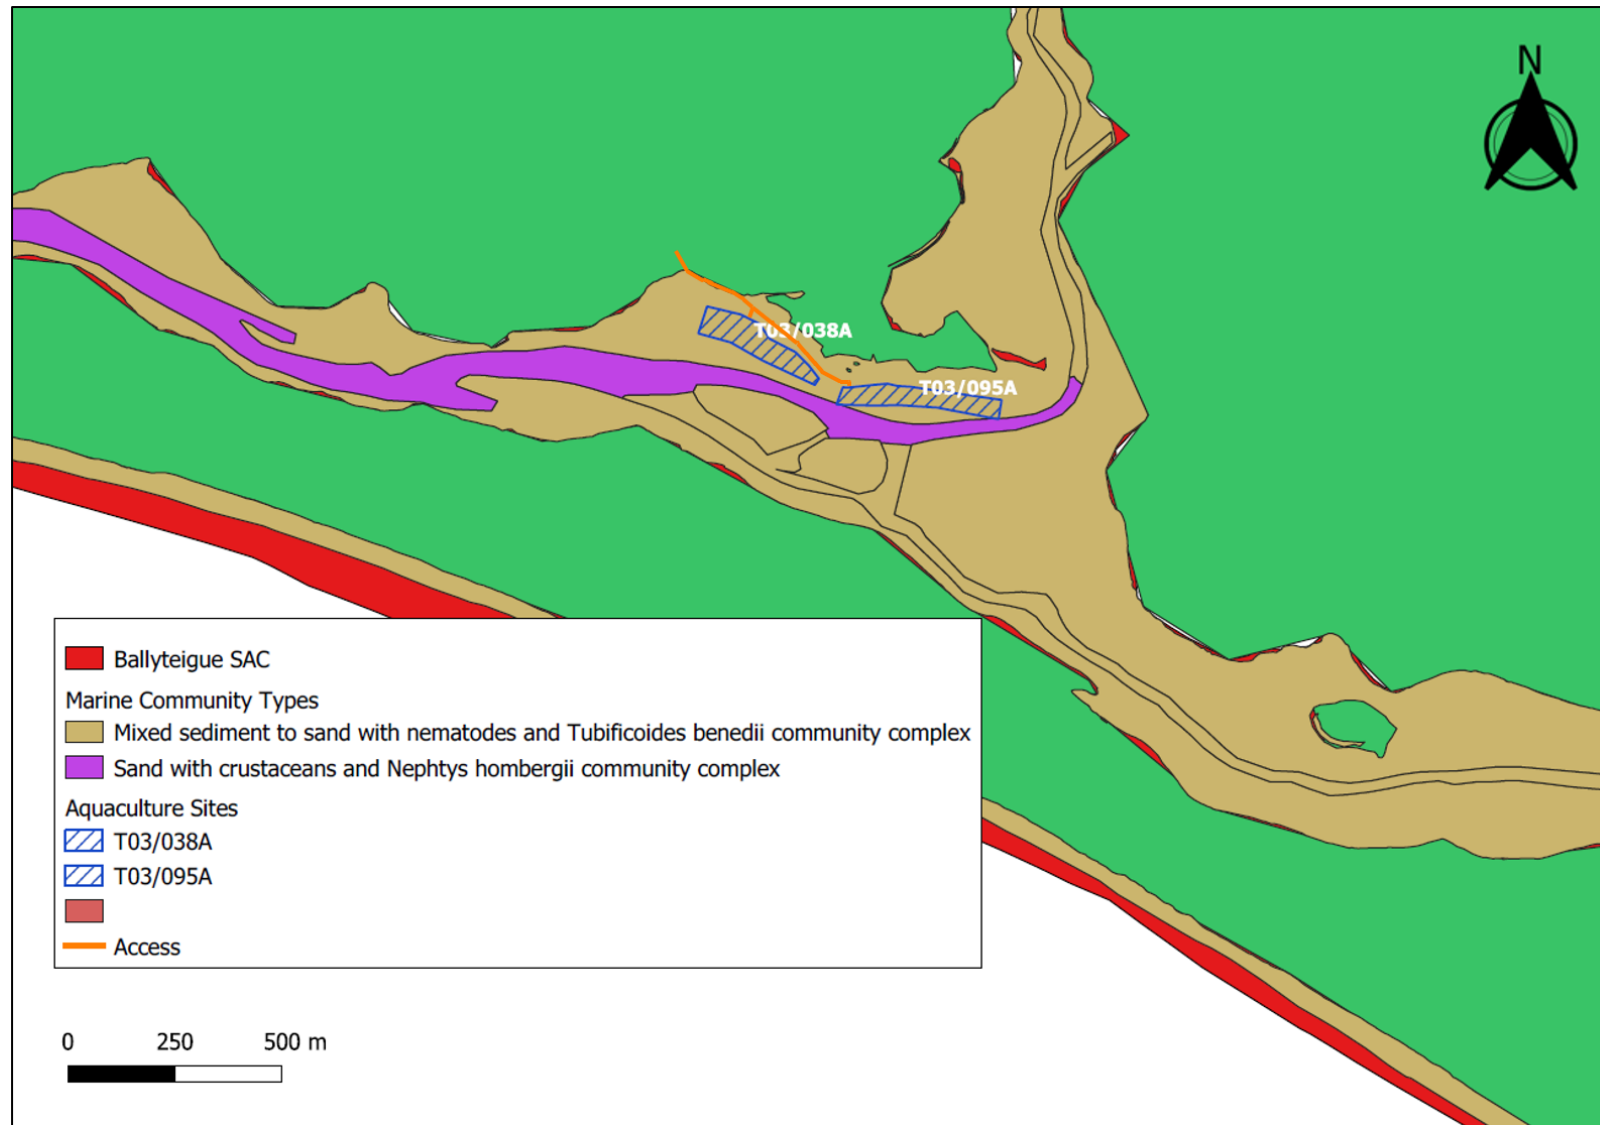 N
T03/038A
T03/095A
Ballyteigue SAC
Marine Community Types
Mixed sediment to sand with nematodes and Tubificoides benedii community complex
Sand with crustaceans and Nephtys hombergii community complex
Aquaculture Sites
T03/038A
T03/095A
Access
0 250 500 m